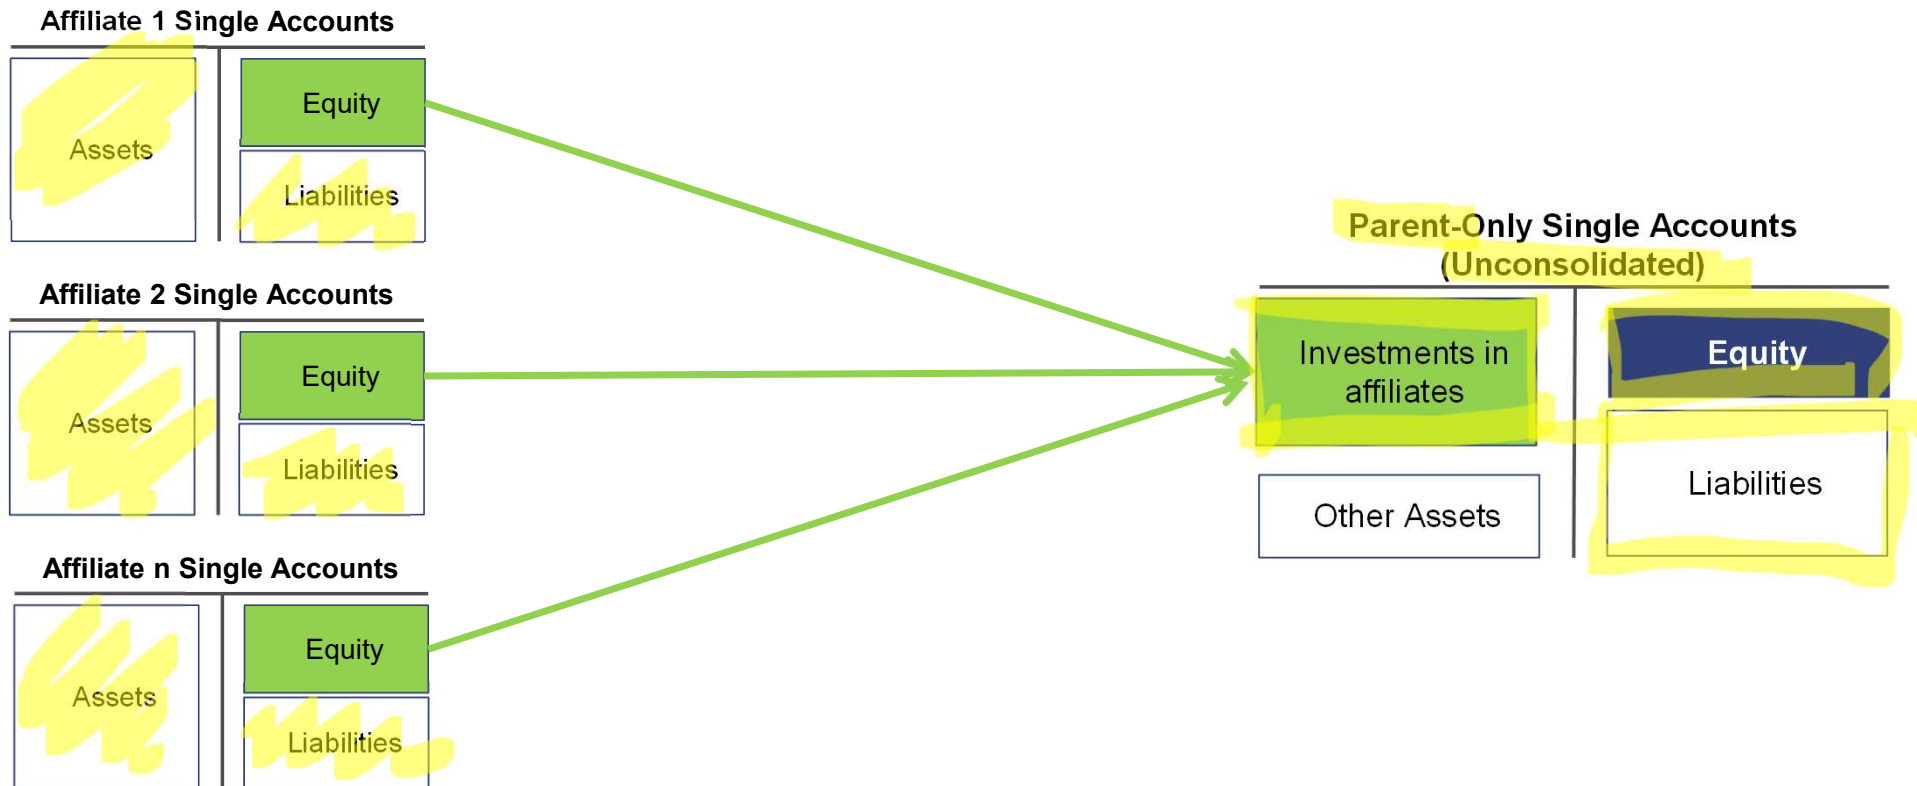 Affiliate 1 Single Accounts
Assets
Equity
Liabilities
Affiliate 2 Single Accounts
Assets
Equity
Liabilities
Affiliate n Single Accounts
Assets
Equity
Liabilities
Parent-Only Single Accounts
(Unconsolidated)
Investments in
affiliates
Other Assets
Equity
Liabilities